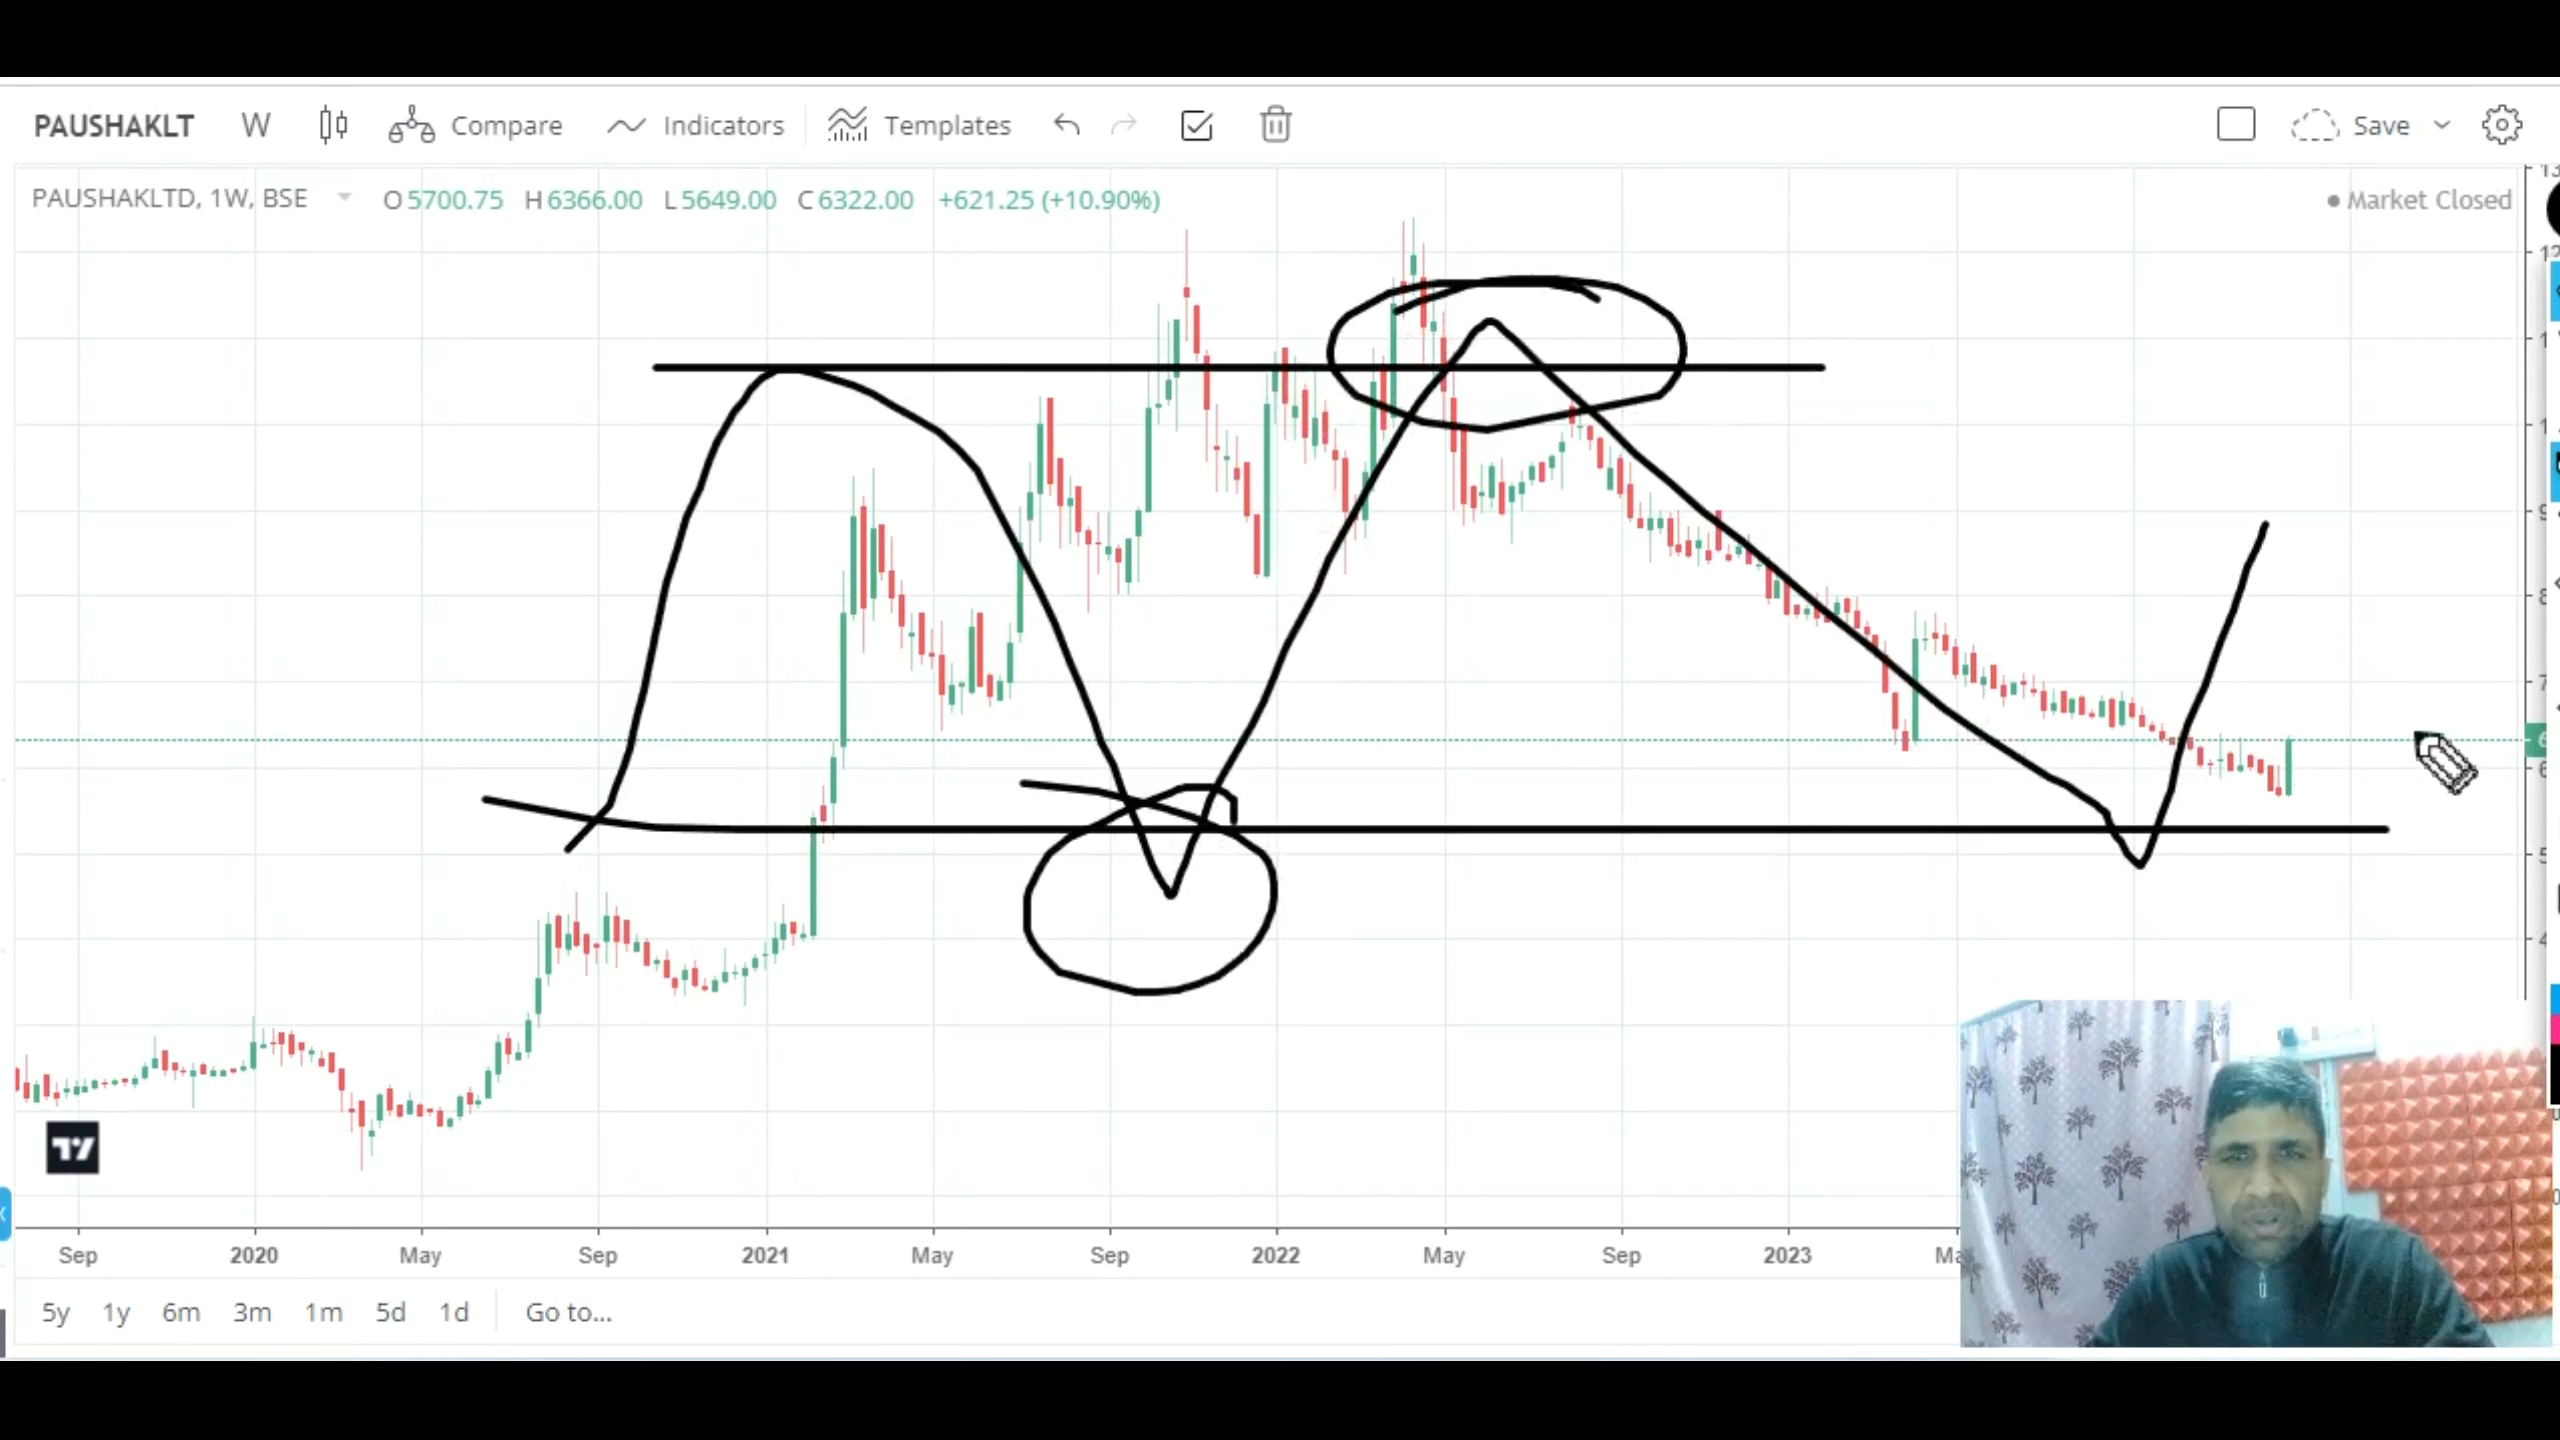 PAUSHAKLT W Compare Indicators Templates Save
PAUSHAKLTD, 1W, BSE O5700.75 H6366.00 L5649.00 C6322.00 +621.25 (+10.90%) Market Closed
Sep 2020 May Sep 2021 May Sep 2022 May Sep 2023
5y 1y 6m 3m 1m 5d 1d Go to...